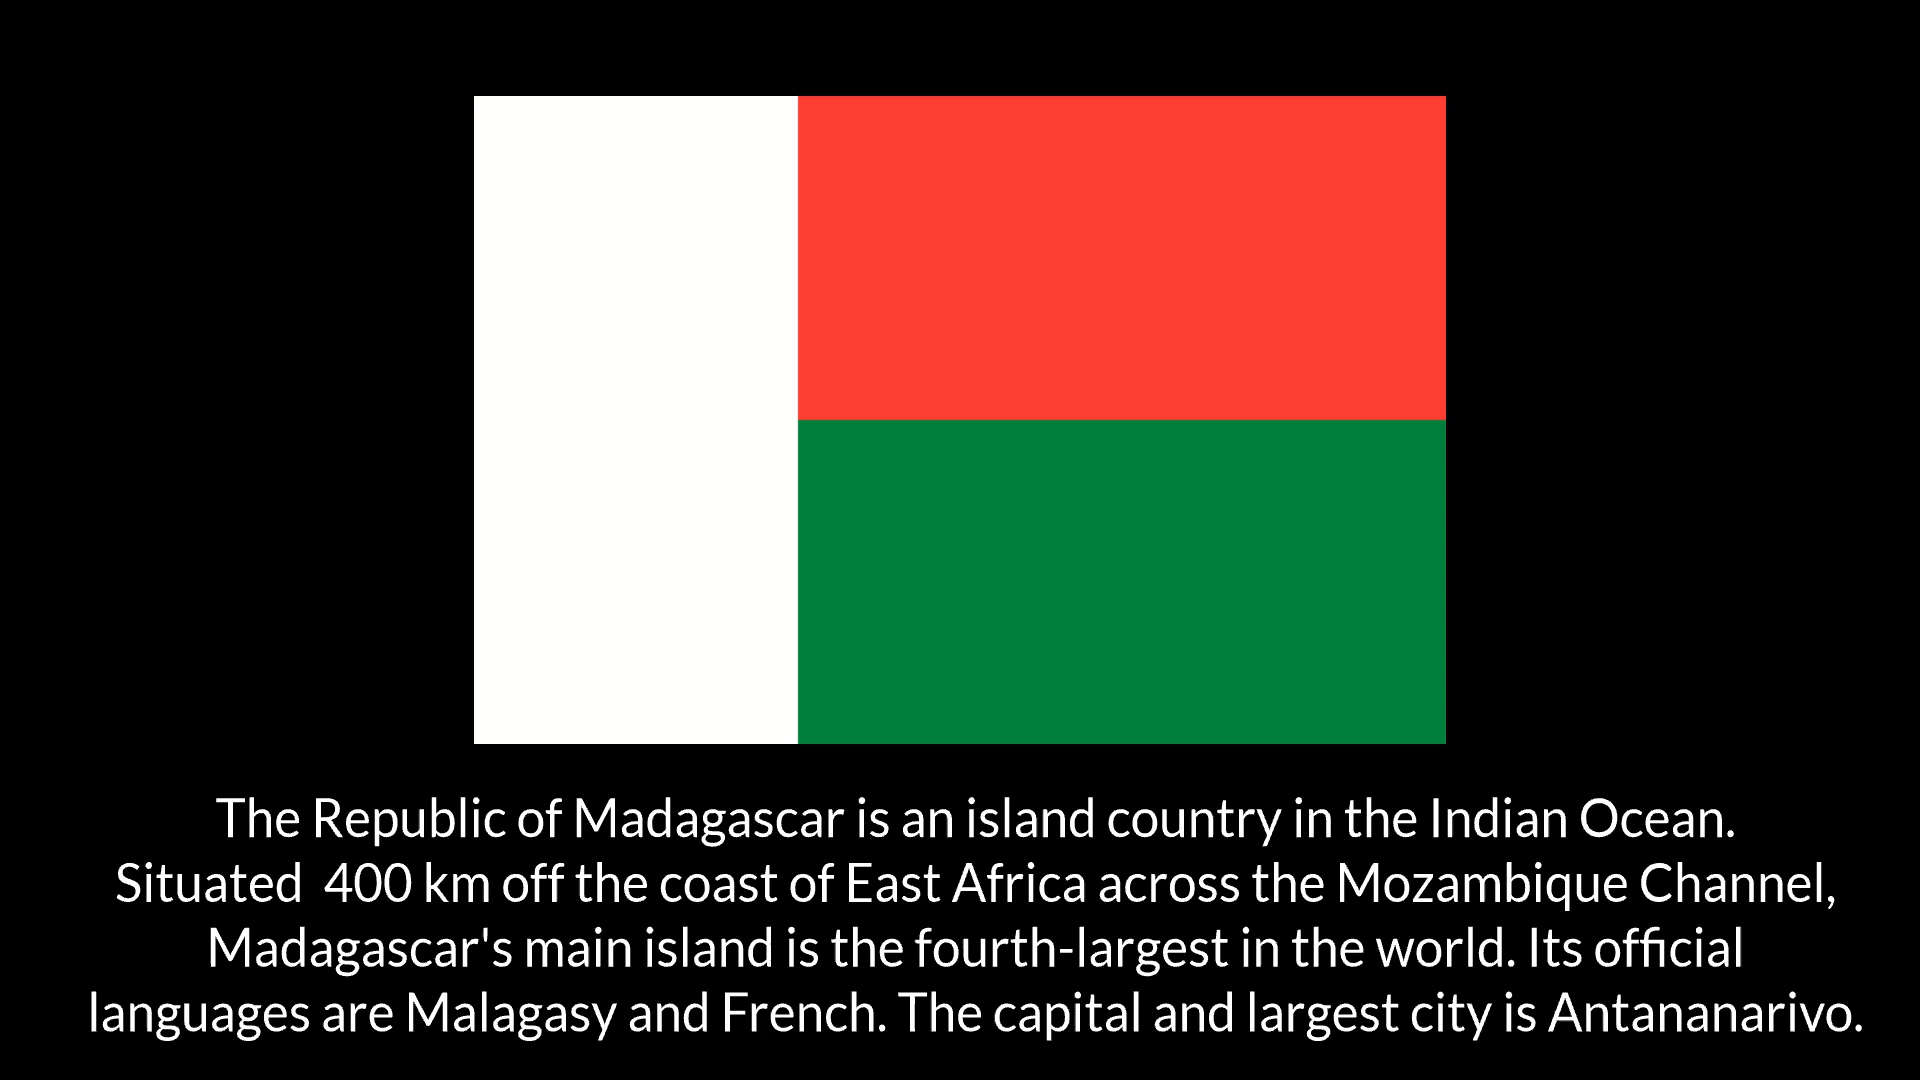 The Republic of Madagascar is an island country in the Indian Ocean.
Situated  400 km off the coast of East Africa across the Mozambique Channel,
Madagascar's main island is the fourth-largest in the world. Its official
languages are Malagasy and French. The capital and largest city is Antananarivo.